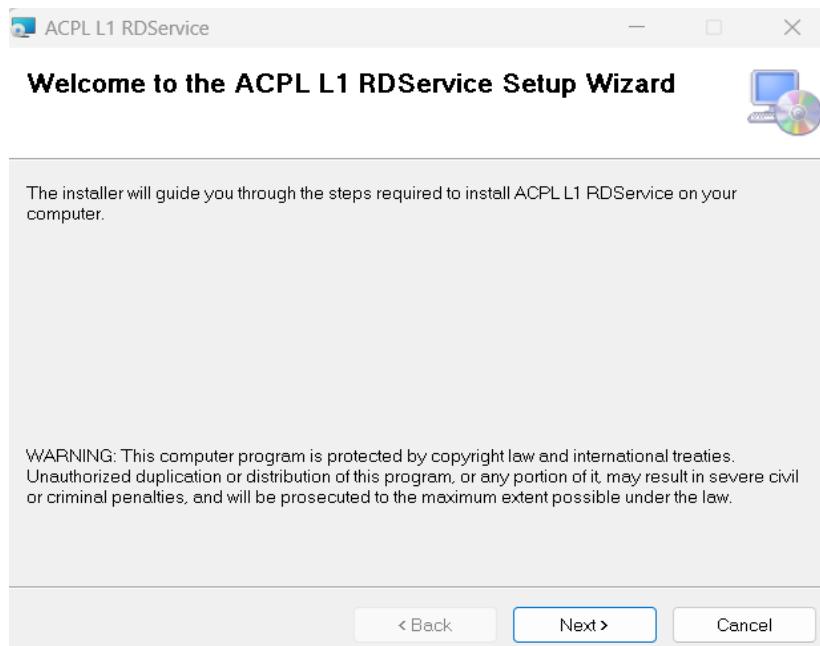 ACPL L1 RDService
Welcome to the ACPL L1 RDService Setup Wizard
The installer will guide you through the steps required to install ACPL L1 RDService on your
computer.
WARNING: This computer program is protected by copyright law and international treaties.
Unauthorized duplication or distribution of this program, or any portion of it, may result in severe civil
or criminal penalties, and will be prosecuted to the maximum extent possible under the law.
< Back Next > Cancel